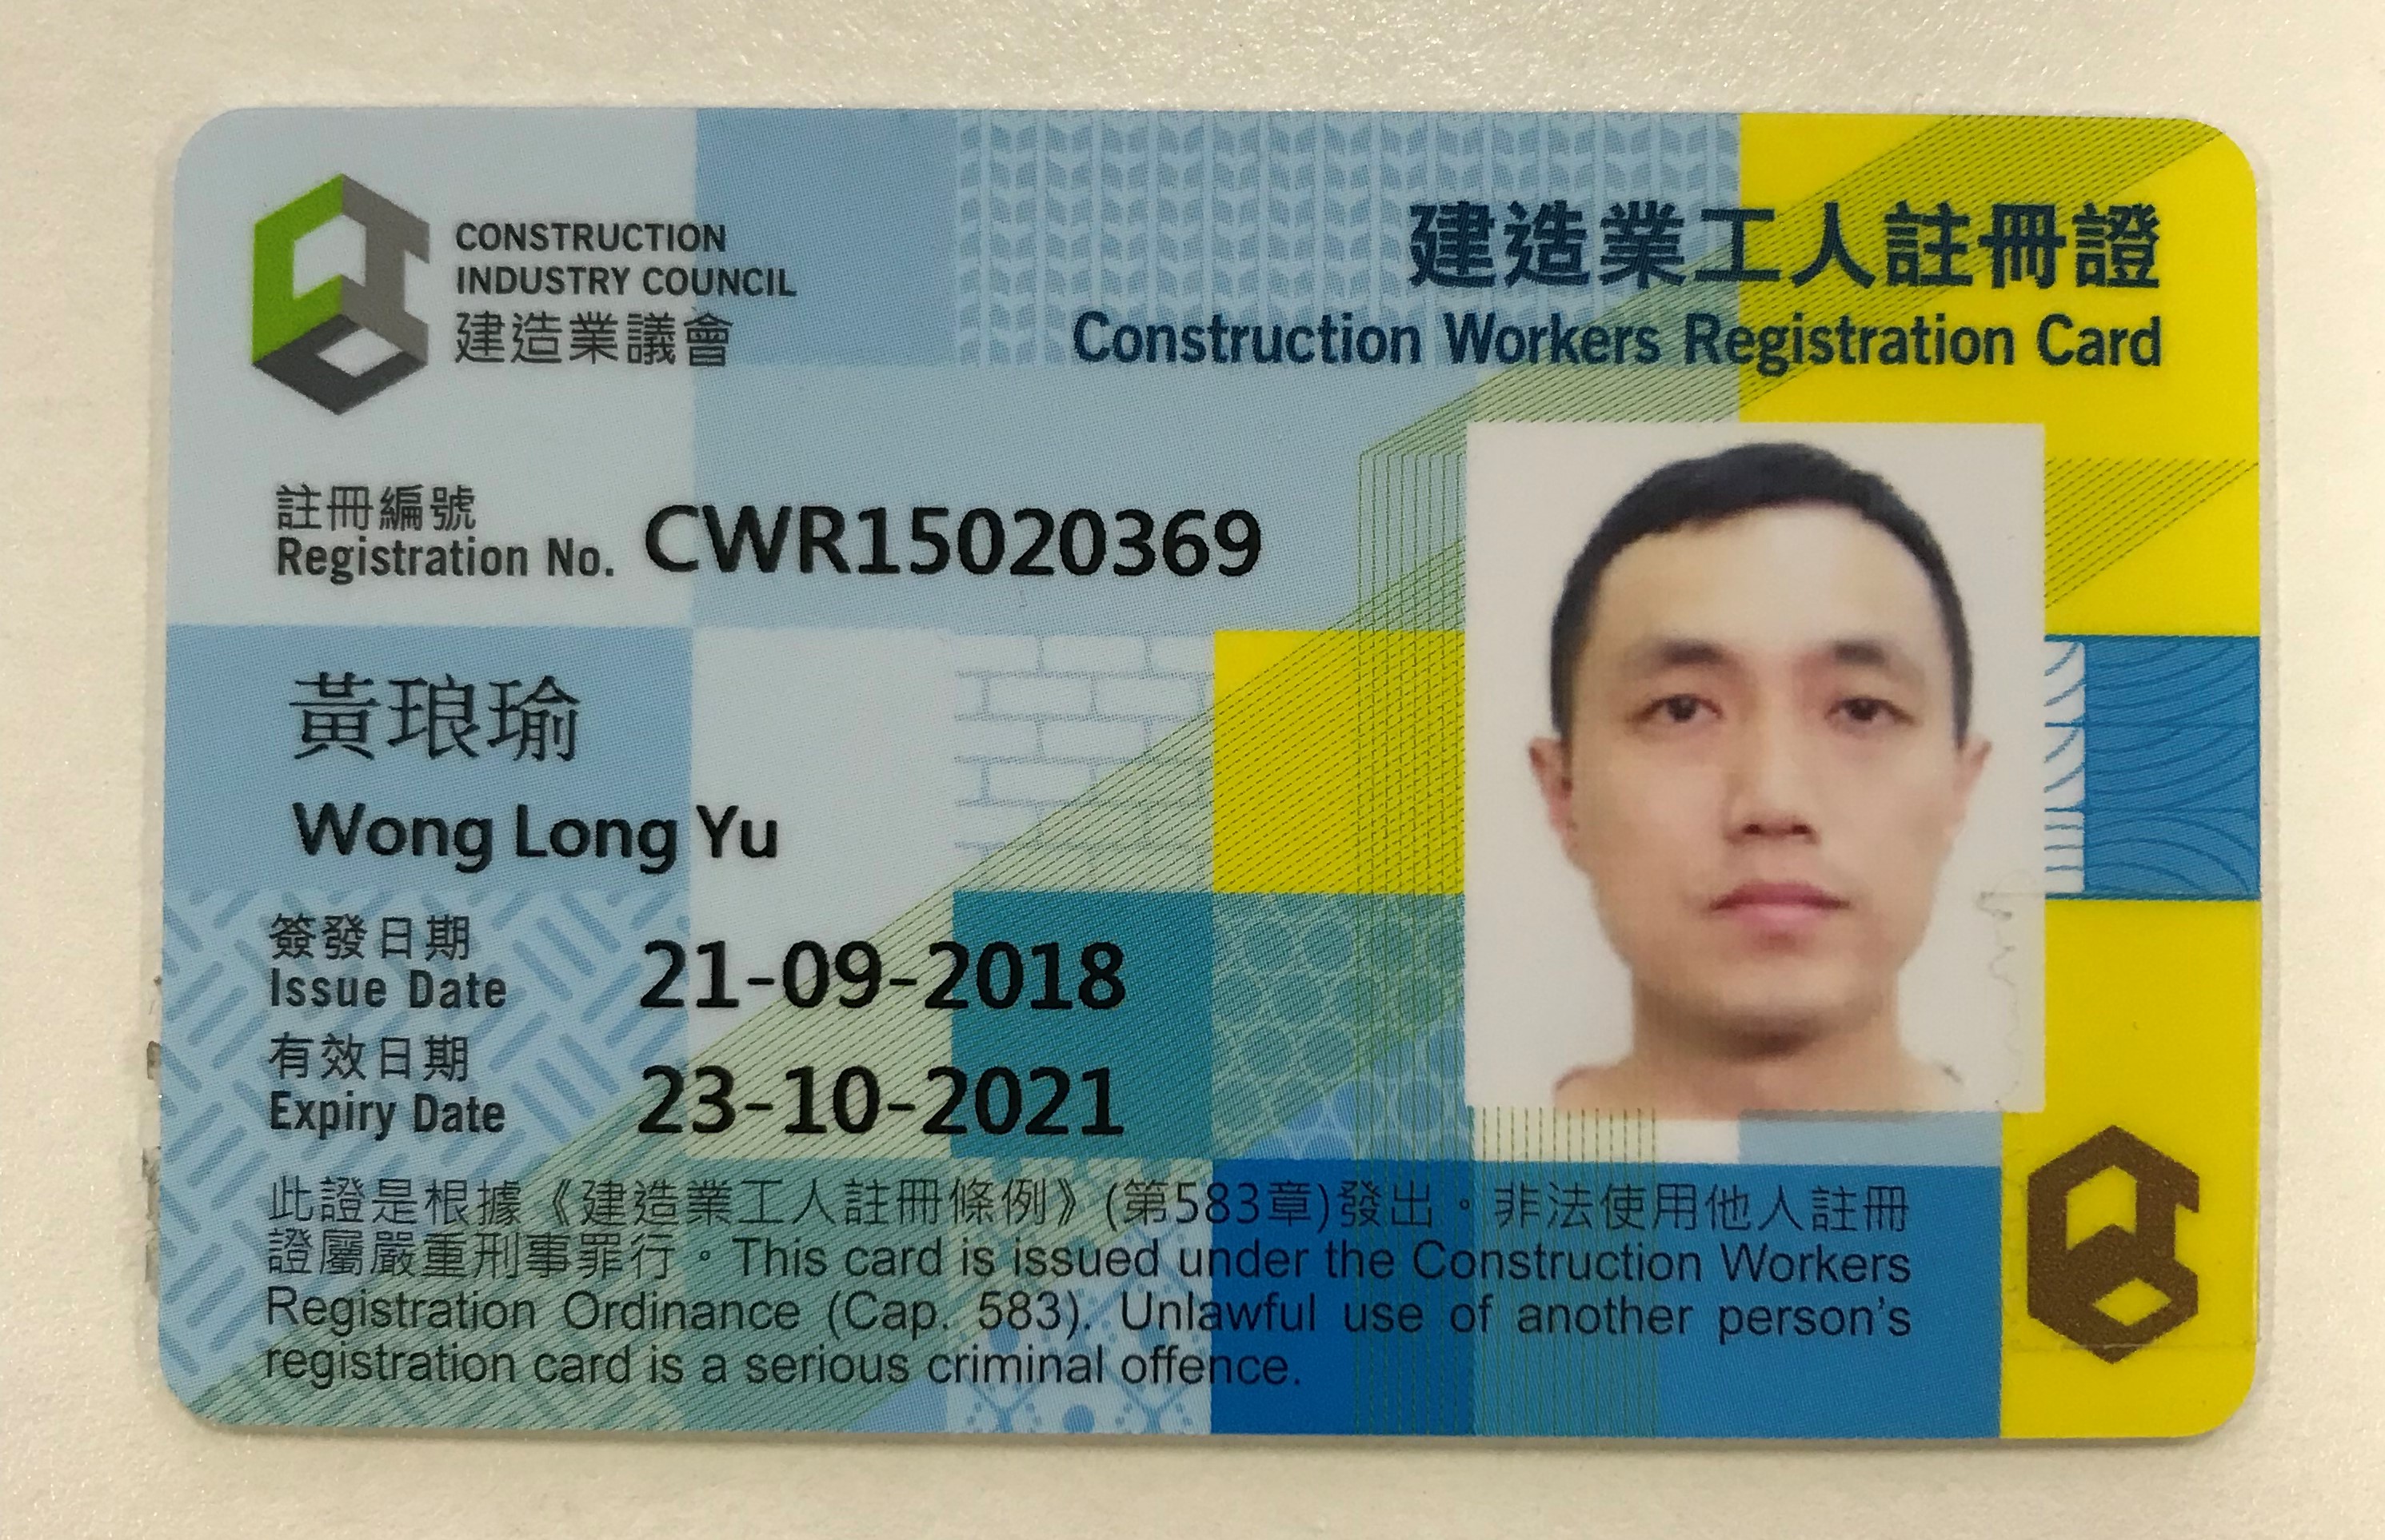 CONSTRUCTION
INDUSTRY COUNCIL
建造業議會
建造業工人註冊證
Construction Workers Registration Card
註冊編號
Registration No. CWR15020369
黃琅瑜
Wong Long Yu
簽發日期
Issue Date 21-09-2018
有效日期
Expiry Date 23-10-2021
此證是根據《建造業工人註冊條例》(第583章)發出。非法使用他人註冊
證屬嚴重刑事罪行。This card is issued under the Construction Workers
Registration Ordinance (Cap. 583). Unlawful use of another person's
registration card is a serious criminal offence.